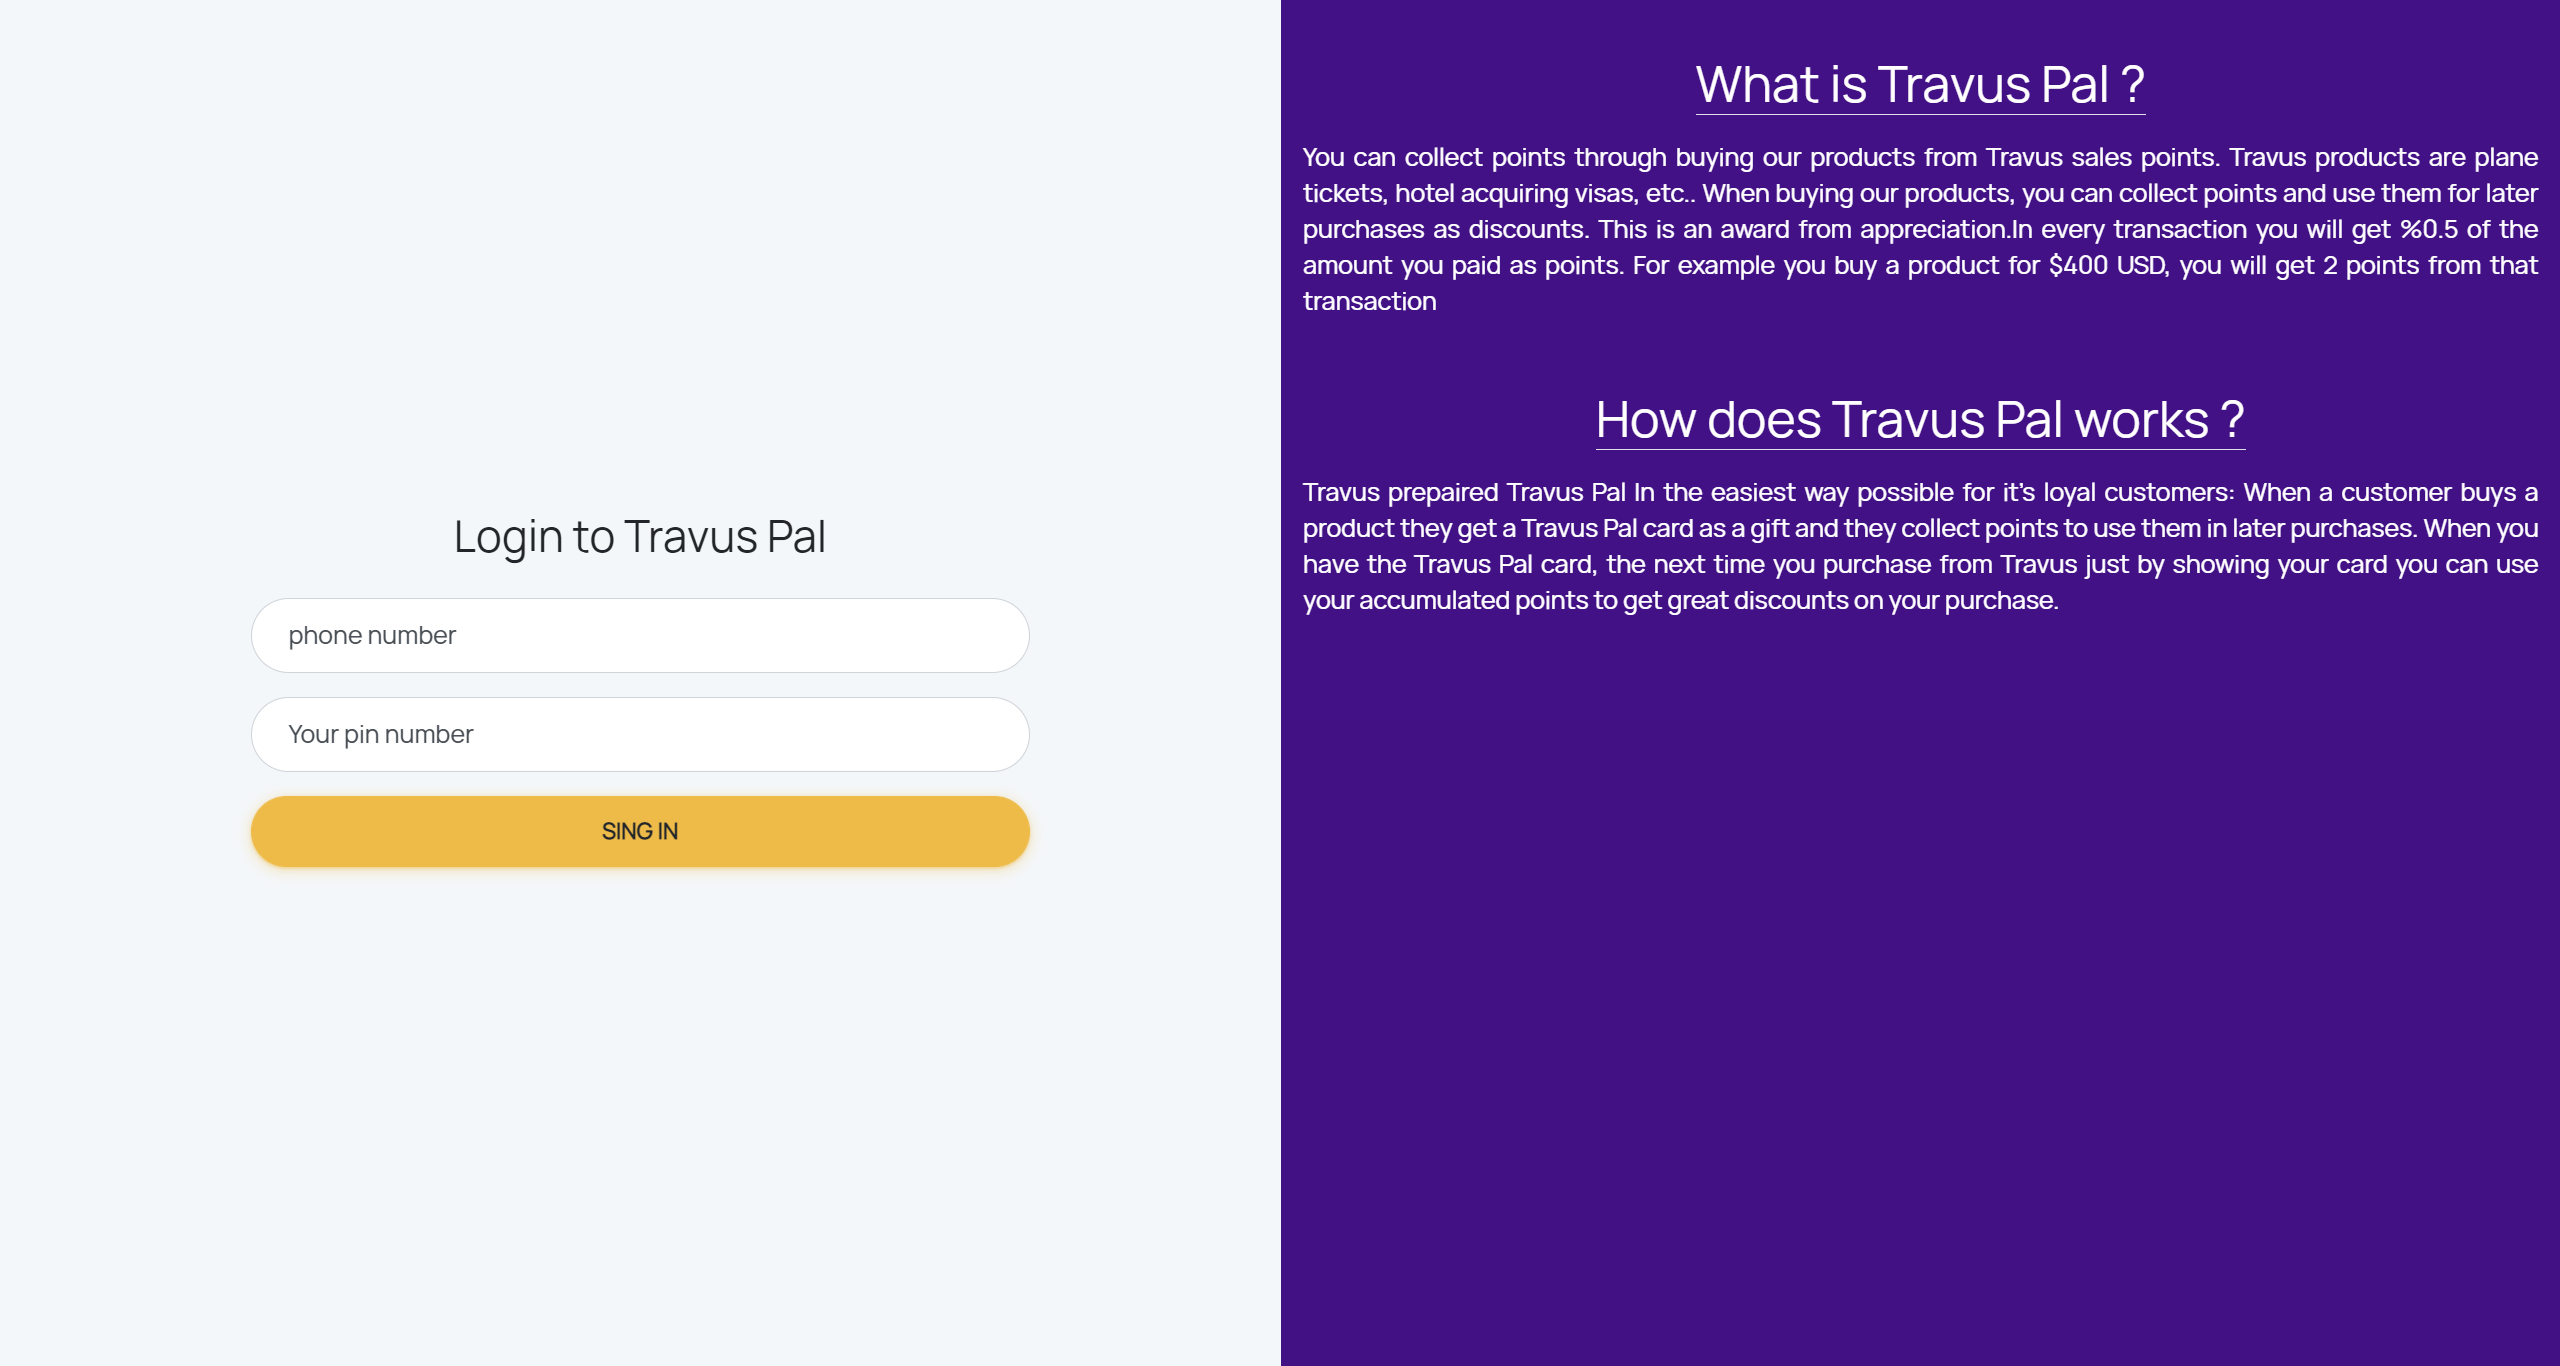 Login to Travus Pal
phone number
Your pin number
SING IN
What is Travus Pal ?
You can collect points through buying our products from Travus sales points. Travus products are plane
tickets, hotel acquiring visas, etc.. When buying our products, you can collect points and use them for later
purchases as discounts. This is an award from appreciation.In every transaction you will get %0.5 of the
amount you paid as points. For example you buy a product for $400 USD, you will get 2 points from that
transaction
How does Travus Pal works ?
Travus prepaired Travus Pal In the easiest way possible for it's loyal customers: When a customer buys a
product they get a Travus Pal card as a gift and they collect points to use them in later purchases. When you
have the Travus Pal card, the next time you purchase from Travus just by showing your card you can use
your accumulated points to get great discounts on your purchase.